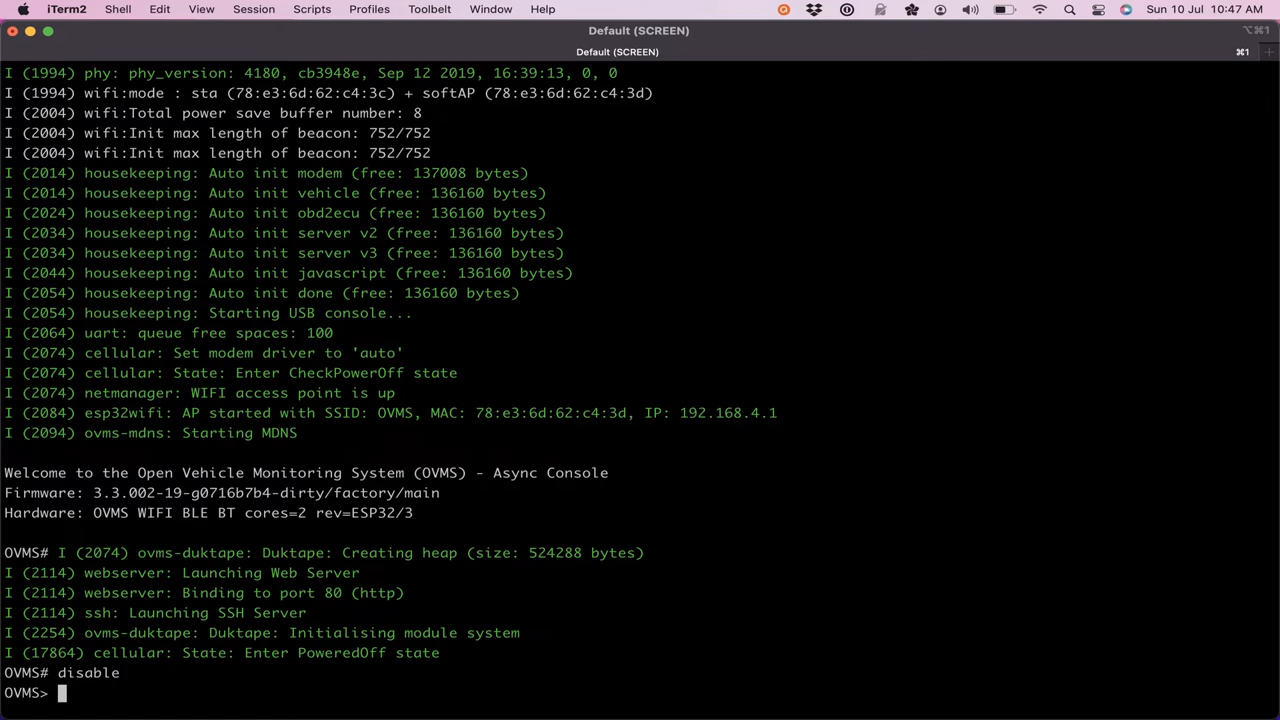 iTerm2 Shell Edit View Session Scripts Profiles Toolbelt Window Help Sun 10 Jul 10:47 AM
Default (SCREEN) ⌥⌘1
Default (SCREEN) ⌘1
I (1994) phy: phy_version: 4180, cb3948e, Sep 12 2019, 16:39:13, 0, 0
I (1994) wifi:mode : sta (78:e3:6d:62:c4:3c) + softAP (78:e3:6d:62:c4:3d)
I (2004) wifi:Total power save buffer number: 8
I (2004) wifi:Init max length of beacon: 752/752
I (2004) wifi:Init max length of beacon: 752/752
I (2014) housekeeping: Auto init modem (free: 137008 bytes)
I (2014) housekeeping: Auto init vehicle (free: 136160 bytes)
I (2024) housekeeping: Auto init obd2ecu (free: 136160 bytes)
I (2034) housekeeping: Auto init server v2 (free: 136160 bytes)
I (2034) housekeeping: Auto init server v3 (free: 136160 bytes)
I (2044) housekeeping: Auto init javascript (free: 136160 bytes)
I (2054) housekeeping: Auto init done (free: 136160 bytes)
I (2054) housekeeping: Starting USB console...
I (2064) uart: queue free spaces: 100
I (2074) cellular: Set modem driver to 'auto'
I (2074) cellular: State: Enter CheckPowerOff state
I (2074) netmanager: WIFI access point is up
I (2084) esp32wifi: AP started with SSID: OVMS, MAC: 78:e3:6d:62:c4:3d, IP: 192.168.4.1
I (2094) ovms-mdns: Starting MDNS
Welcome to the Open Vehicle Monitoring System (OVMS) - Async Console
Firmware: 3.3.002-19-g0716b7b4-dirty/factory/main
Hardware: OVMS WIFI BLE BT cores=2 rev=ESP32/3
OVMS# I (2074) ovms-duktape: Duktape: Creating heap (size: 524288 bytes)
I (2114) webserver: Launching Web Server
I (2114) webserver: Binding to port 80 (http)
I (2114) ssh: Launching SSH Server
I (2254) ovms-duktape: Duktape: Initialising module system
I (17864) cellular: State: Enter PoweredOff state
OVMS# disable
OVMS>